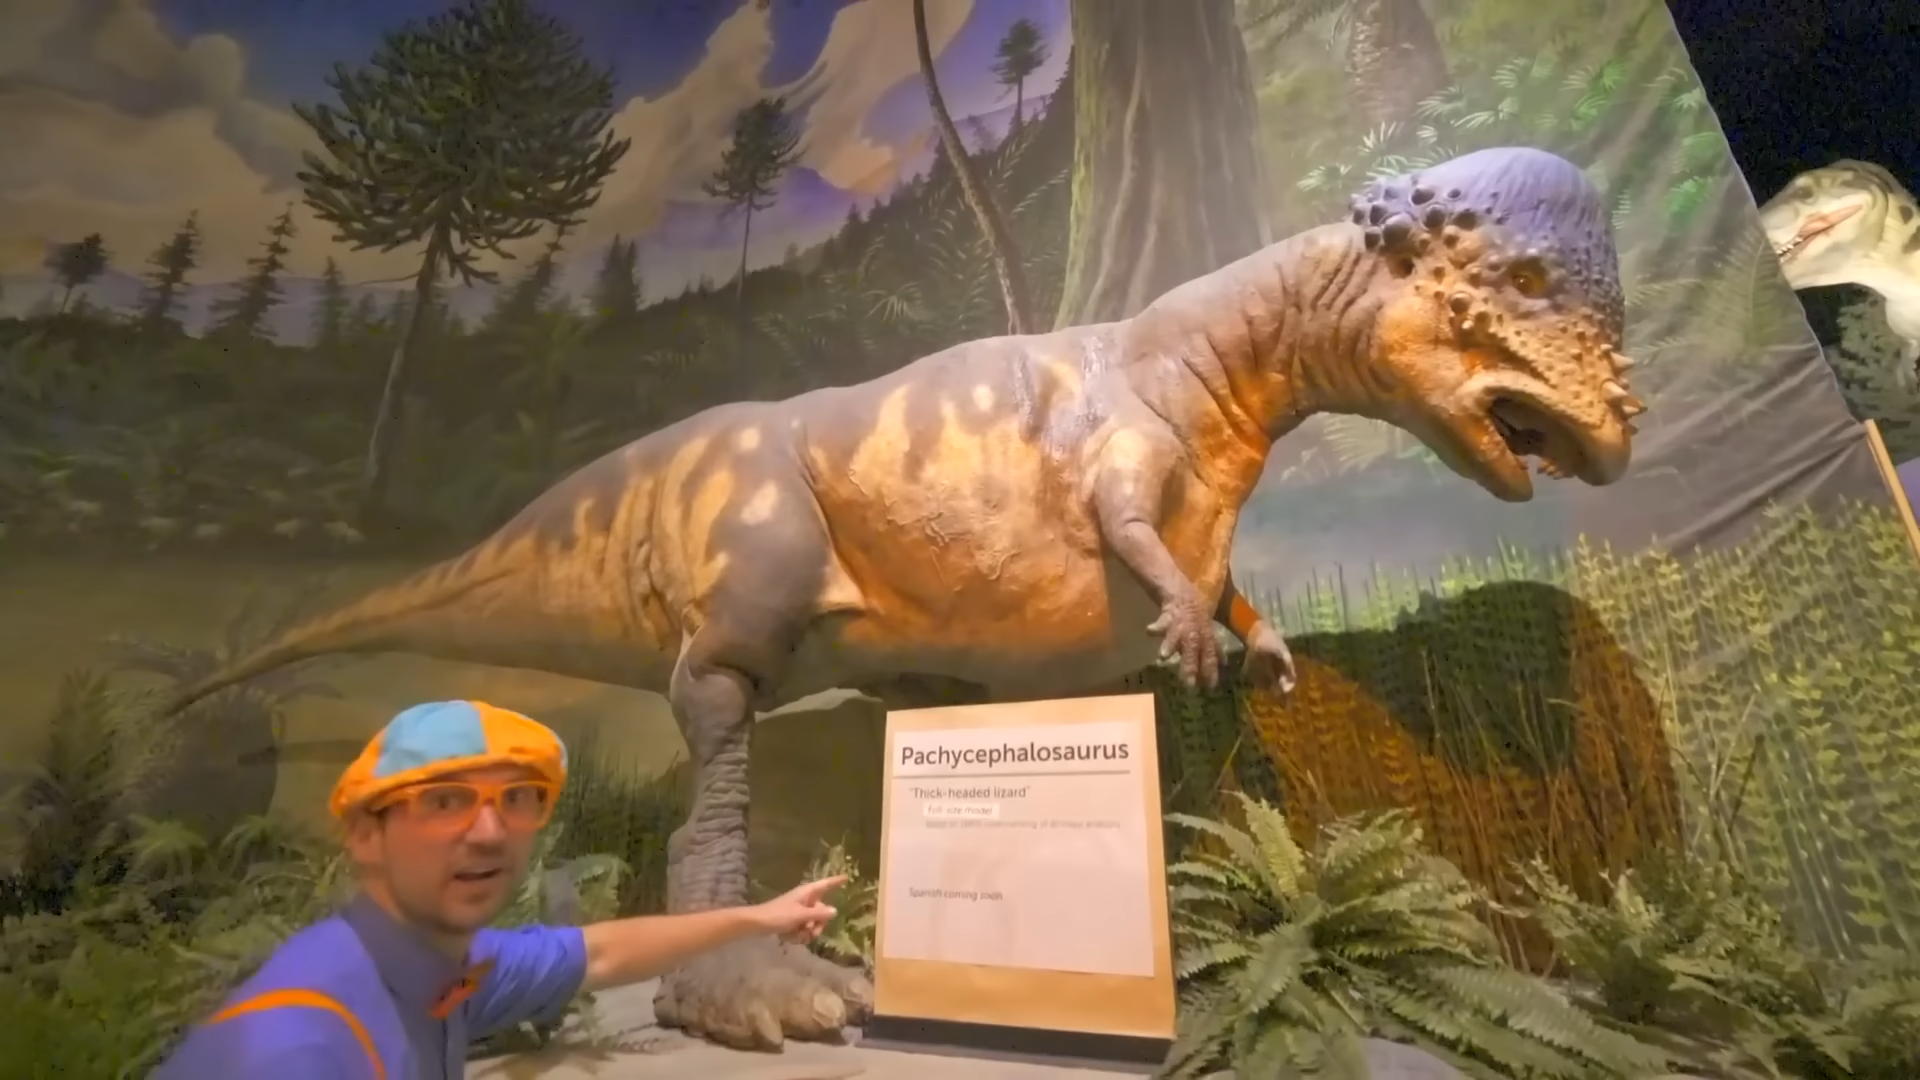 Pachycephalosaurus
"Thick-headed lizard"
Full-size model
Spanish coming soon